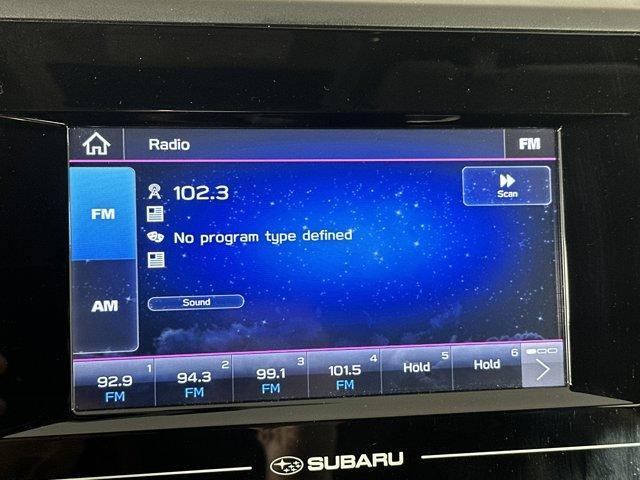 Radio FM
FM
102.3
Scan
No program type defined
AM
Sound
1 2 3 4 5 6
92.9 94.3 99.1 101.5 Hold Hold
FM FM FM FM
SUBARU